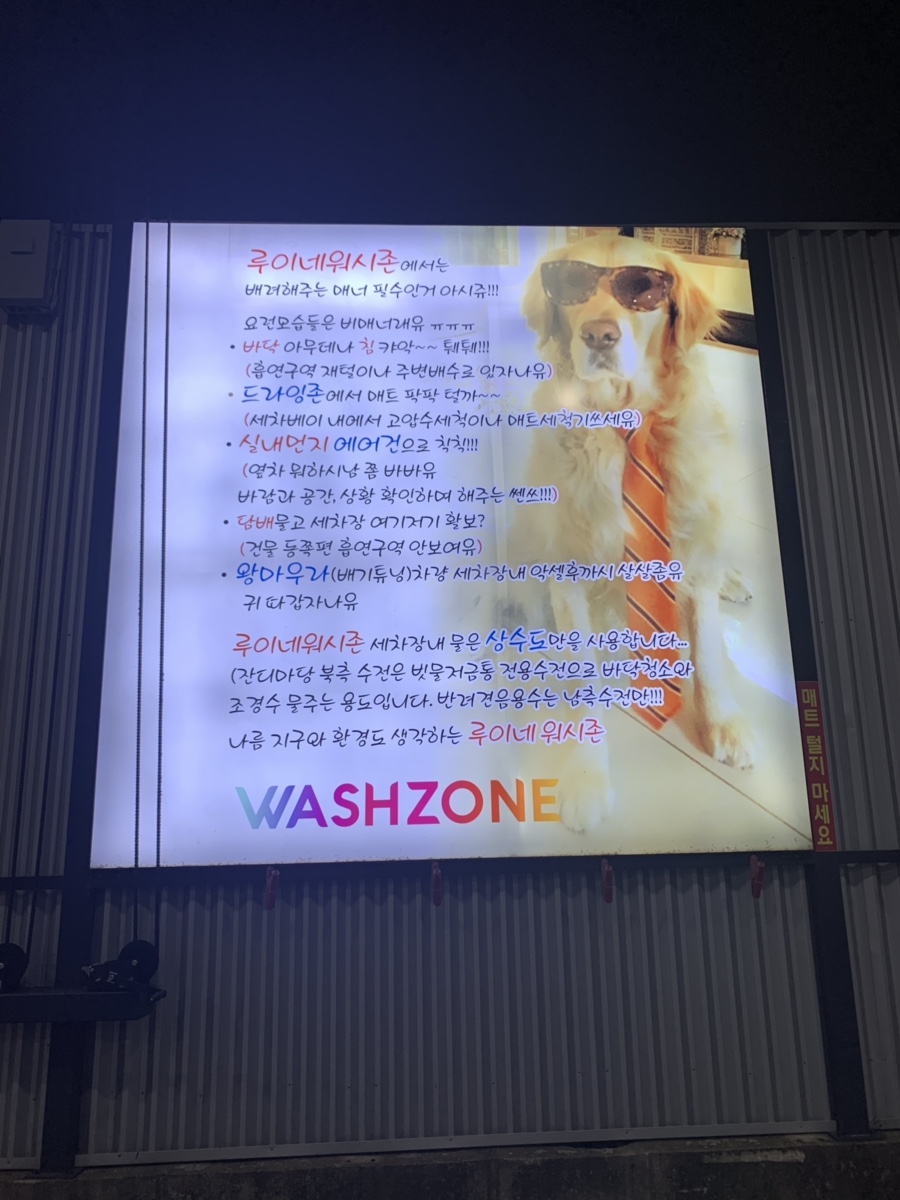 루이네워시존에서는
배려해주는 매너 필수인거 아시쥬!!!
요런모습들은 비매너래유 ㅠㅠㅠ
• 바닥 아무데나 침 캬악~~ 퉤퉤!!!
(흡연구역 재털이나 주변배수로 있자나유)
• 드라잉존에서 매트 팍팍 털까~~
(세차베이 내에서 고압수세척이나 매트세척기쓰세유)
• 실내먼지 에어건으로 칙칙!!!
(옆차 뭐하시남 좀 바바유
바람과 공간, 상황 확인하며 해주는 쎈쓰!!!)
• 담배물고 세차장 여기저기 활보?
(건물 동쪽편 흡연구역 안보여유)
• 왕아우라(배기튜닝)차량 세차장내 악셀후까시 살살좀유
귀 따갑자나유
루이네워시존 세차장내 물은 상수도만을 사용합니다...
(잔디마당 북측 수전은 빗물저금통 전용수전으로 바닥청소와
조경수 물주는 용도입니다. 반려견음용수는 남측수전만!!!
나름 지구와 환경도 생각하는 루이네 워시존
WASHZONE
매트 털지 마세요